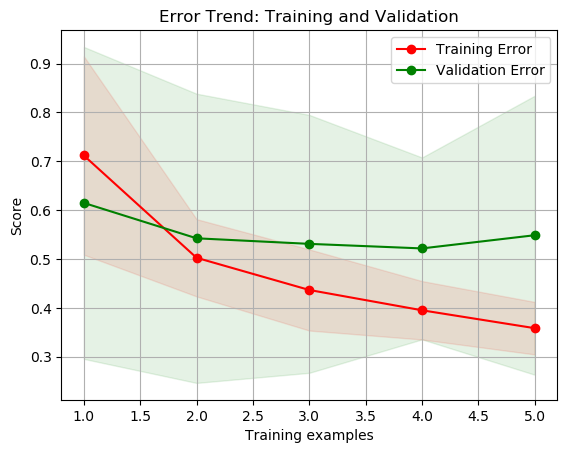 Error Trend: Training and Validation
Training Error
Validation Error
Score
0.9
0.8
0.7
0.6
0.5
0.4
0.3
1.0 1.5 2.0 2.5 3.0 3.5 4.0 4.5 5.0
Training examples